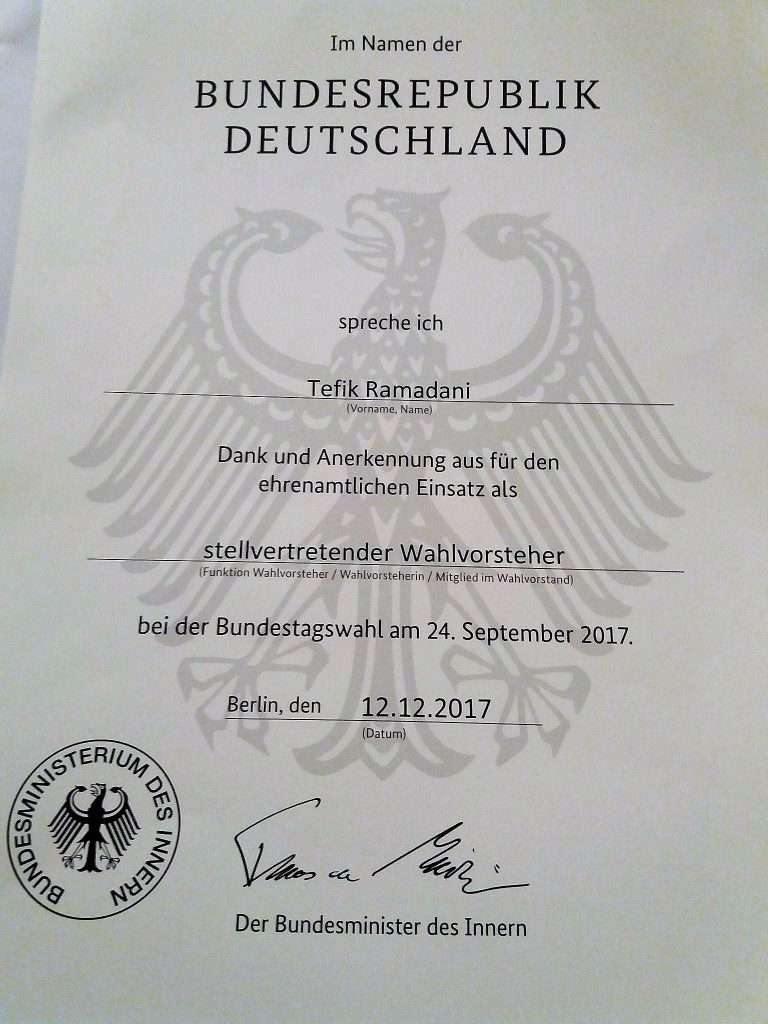 Im Namen der
BUNDESREPUBLIK
DEUTSCHLAND
spreche ich
Tefik Ramadani
(Vorname, Name)
Dank und Anerkennung aus für den
ehrenamtlichen Einsatz als
stellvertretender Wahlvorsteher
(Funktion Wahlvorsteher / Wahlvorsteherin / Mitglied im Wahlvorstand)
bei der Bundestagswahl am 24. September 2017.
Berlin, den 12.12.2017
(Datum)
BUNDESMINISTERIUM DES INNERN
Der Bundesminister des Innern